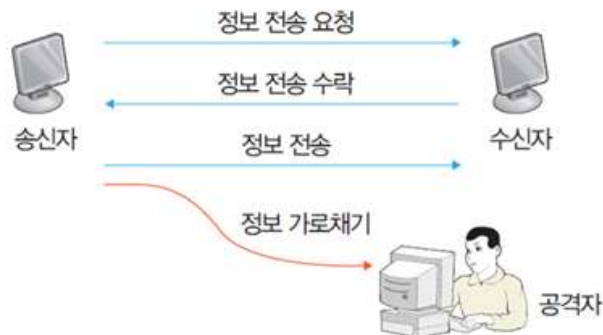 정보 전송 요청
정보 전송 수락
송신자
수신자
정보 전송
정보 가로채기
공격자